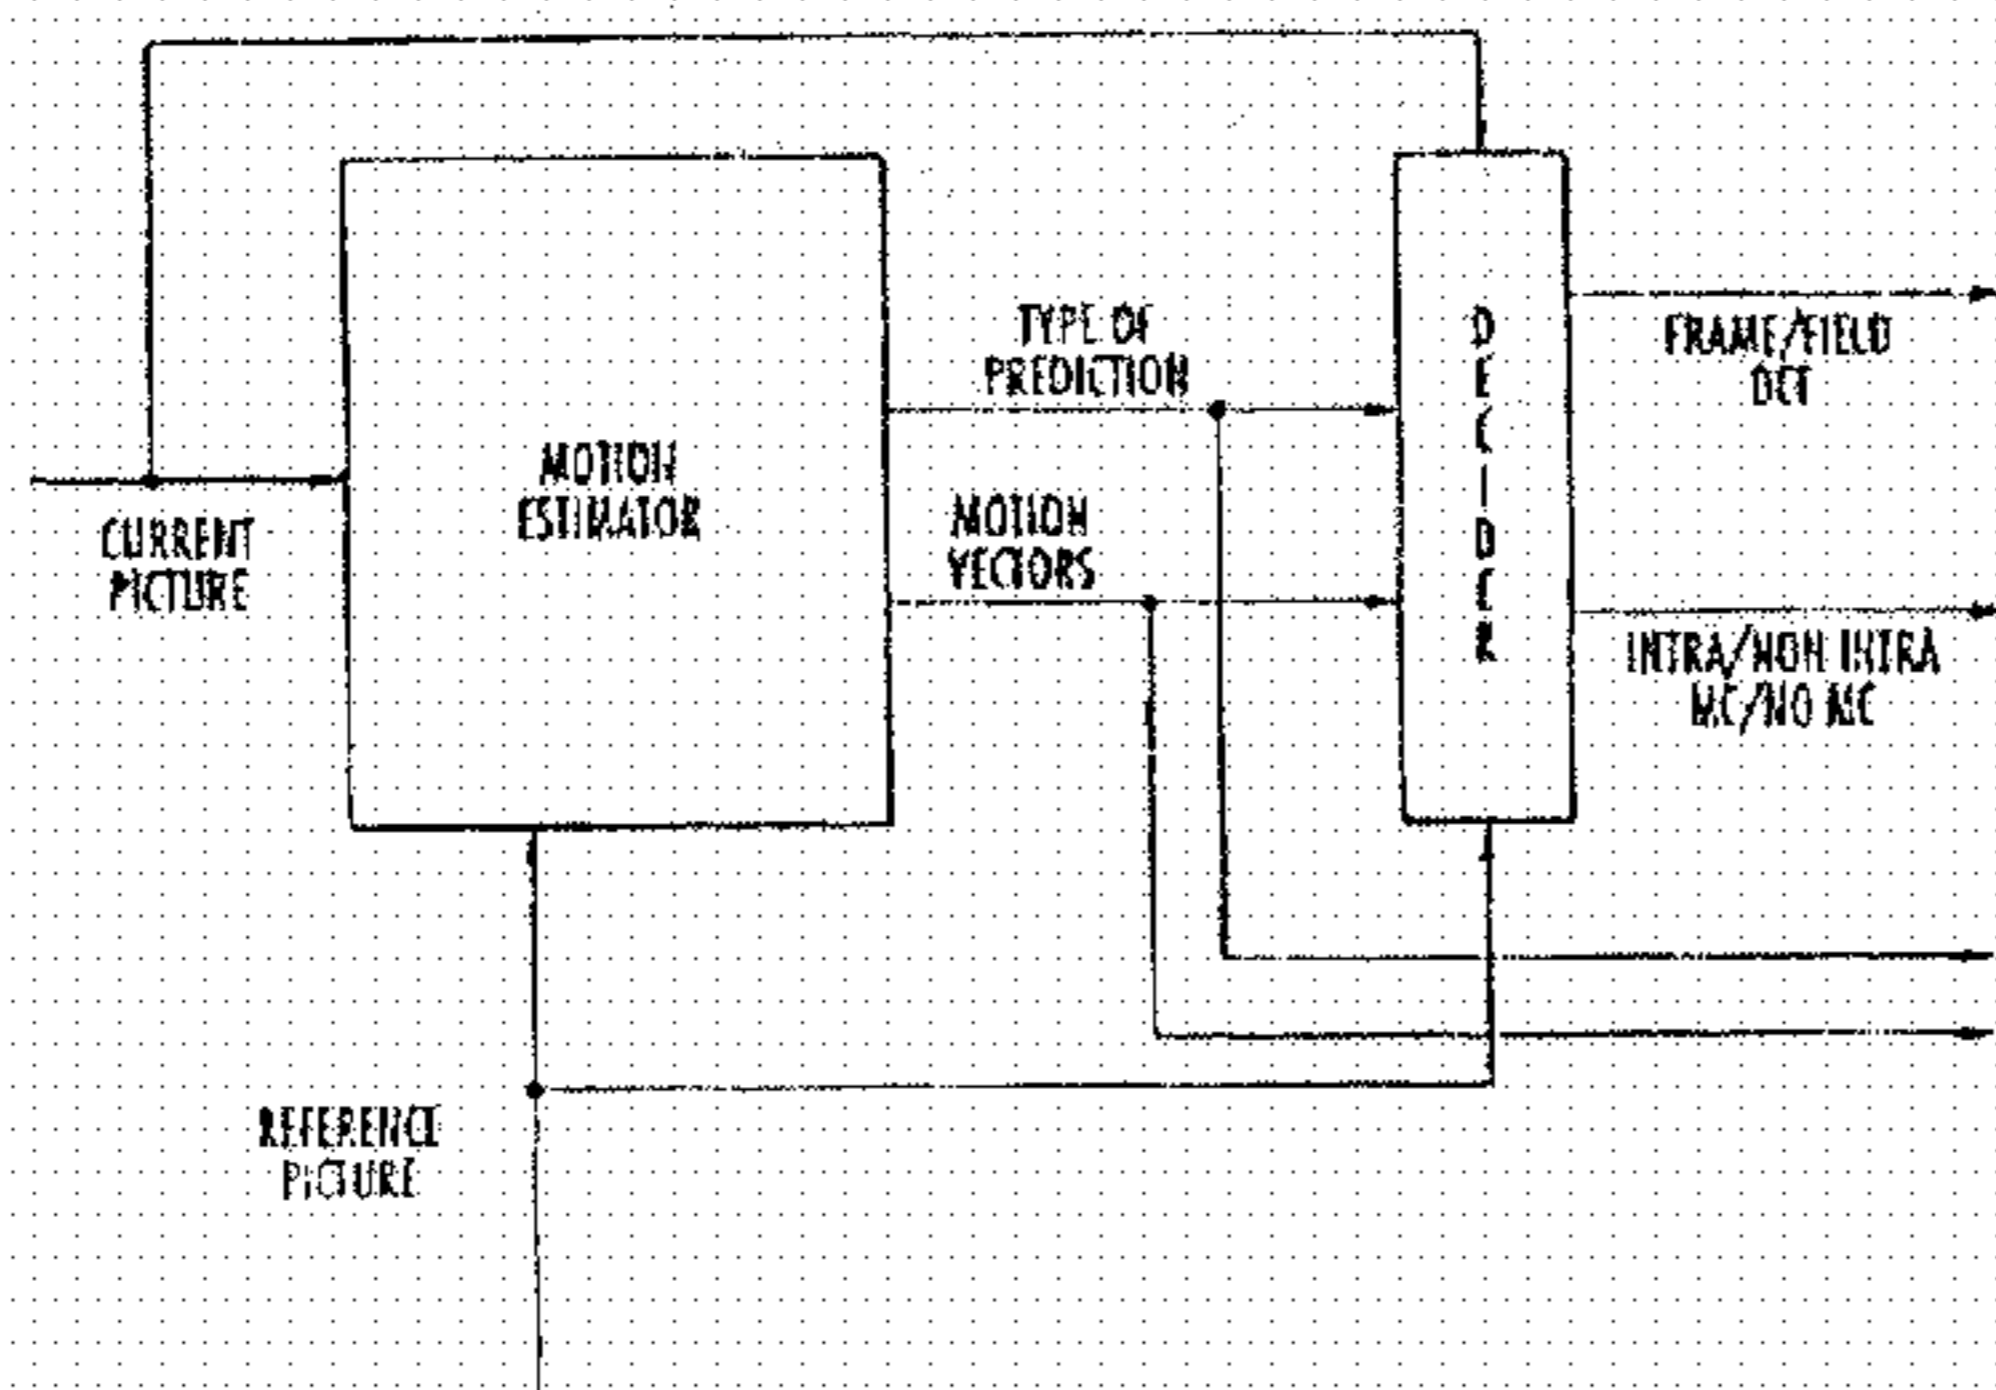 TYPE OF
PREDICTION
MOTION
ESTIMATOR
MOTION
VECTORS
CURRENT
PICTURE
DECIDER
FRAME/FIELD
DCT
INTRA/NON INTRA
MC/NO MC
REFERENCE
PICTURE